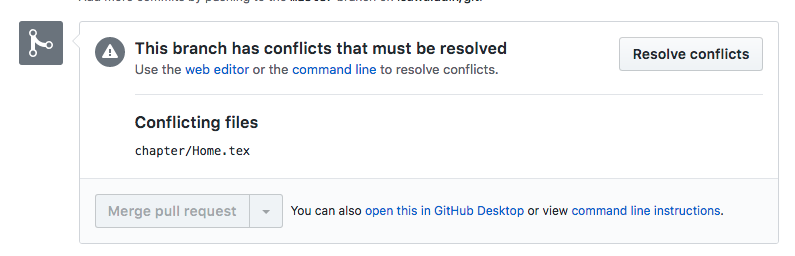 This branch has conflicts that must be resolved
Resolve conflicts
Use the web editor or the command line to resolve conflicts.
Conflicting files
chapter/Home.tex
Merge pull request
You can also open this in GitHub Desktop or view command line instructions.